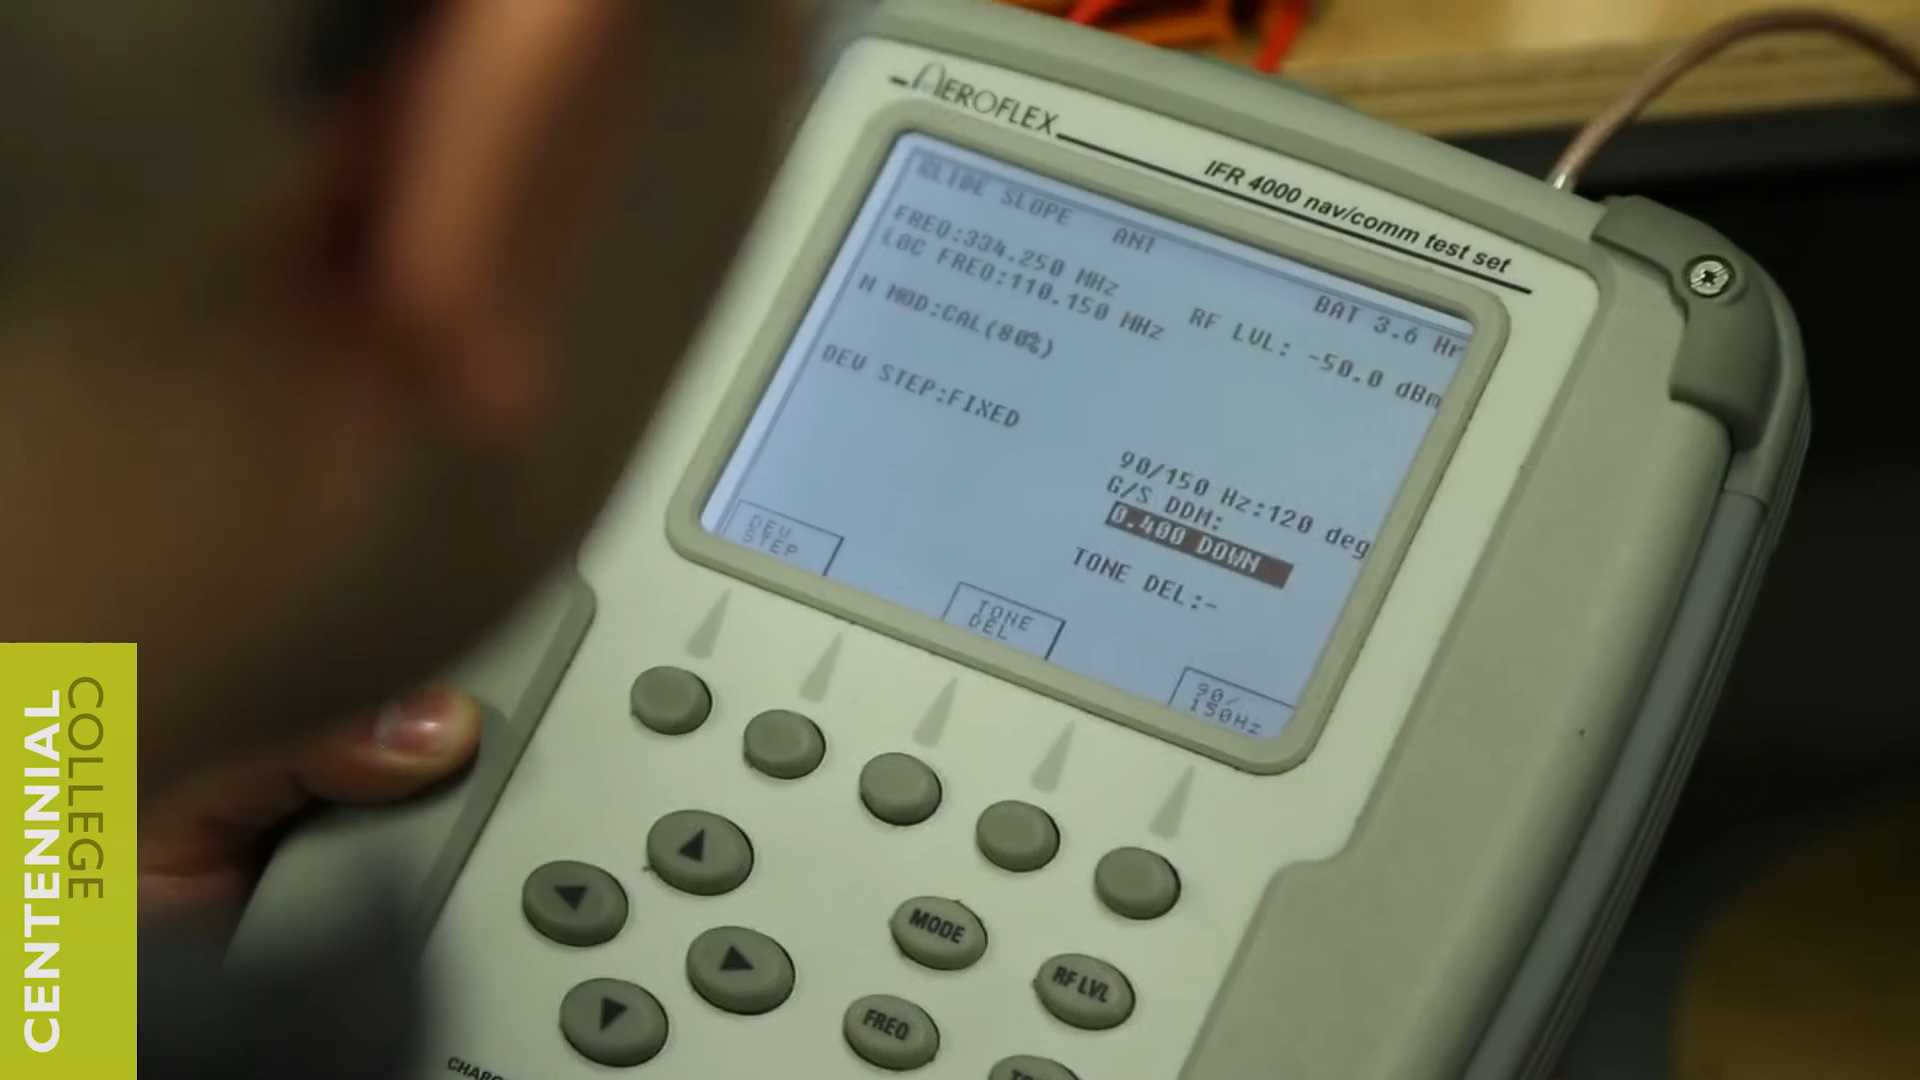 AEROFLEX
IFR 4000 nav/comm test set
GLIDE SLOPE ANT BAT 3.6 Hr
FREQ:334.250 MHz RF LVL: -50.0 dBm
LOC FREQ:110.150 MHz
M MOD:CAL(80%)
DEV STEP:FIXED
90/150 Hz:120 deg
G/S DDM:
0.400 DOWN
TONE DEL:-
DEV
STEP
TONE
DEL
90/
150Hz
MODE
RF LVL
FREQ
CENTENNIAL
COLLEGE